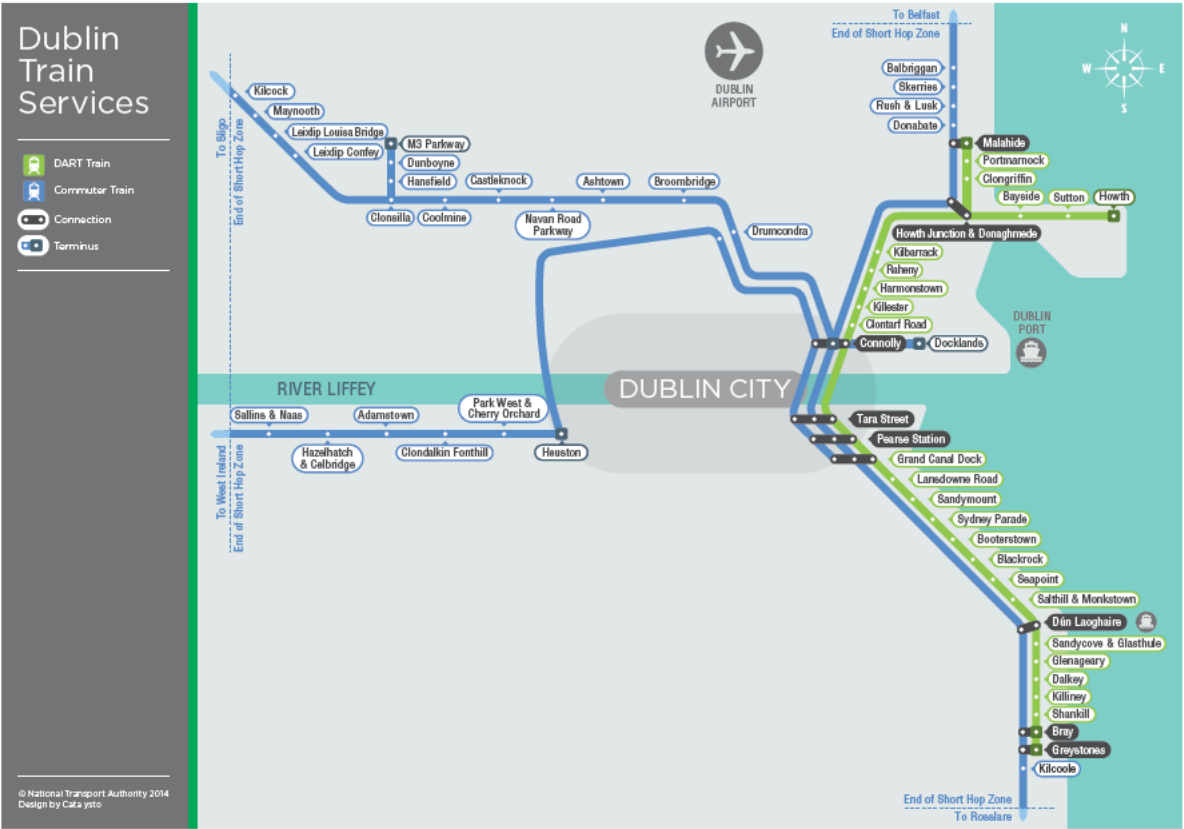 Dublin
Train
Services
DART Train
Commuter Train
Connection
Terminus
© National Transport Authority 2014
Design by Catalysto
To Belfast
End of Short Hop Zone
N
W
E
S
DUBLIN
AIRPORT
Balbriggan
Skerries
Rush & Lusk
Donabate
Malahide
Portmarnock
Clongriffin
Bayside
Sutton
Howth
Howth Junction & Donaghmede
Kilbarrack
Raheny
Harmonstown
Killester
Clontarf Road
Connolly
Docklands
DUBLIN
PORT
To Sligo
End of Short Hop Zone
Kilcock
Maynooth
Leixlip Louisa Bridge
Leixlip Confey
M3 Parkway
Dunboyne
Hansfield
Clonsilla
Coolmine
Castleknock
Navan Road
Parkway
Ashtown
Broombridge
Drumcondra
RIVER LIFFEY
DUBLIN CITY
Sallins & Naas
Hazelhatch
& Celbridge
Adamstown
Clondalkin Fonthill
Park West &
Cherry Orchard
Heuston
To West Ireland
End of Short Hop Zone
Tara Street
Pearse Station
Grand Canal Dock
Lansdowne Road
Sandymount
Sydney Parade
Booterstown
Blackrock
Seapoint
Salthill & Monkstown
Dún Laoghaire
Sandycove & Glasthule
Glenageary
Dalkey
Killiney
Shankill
Bray
Greystones
Kilcoole
End of Short Hop Zone
To Rosslare